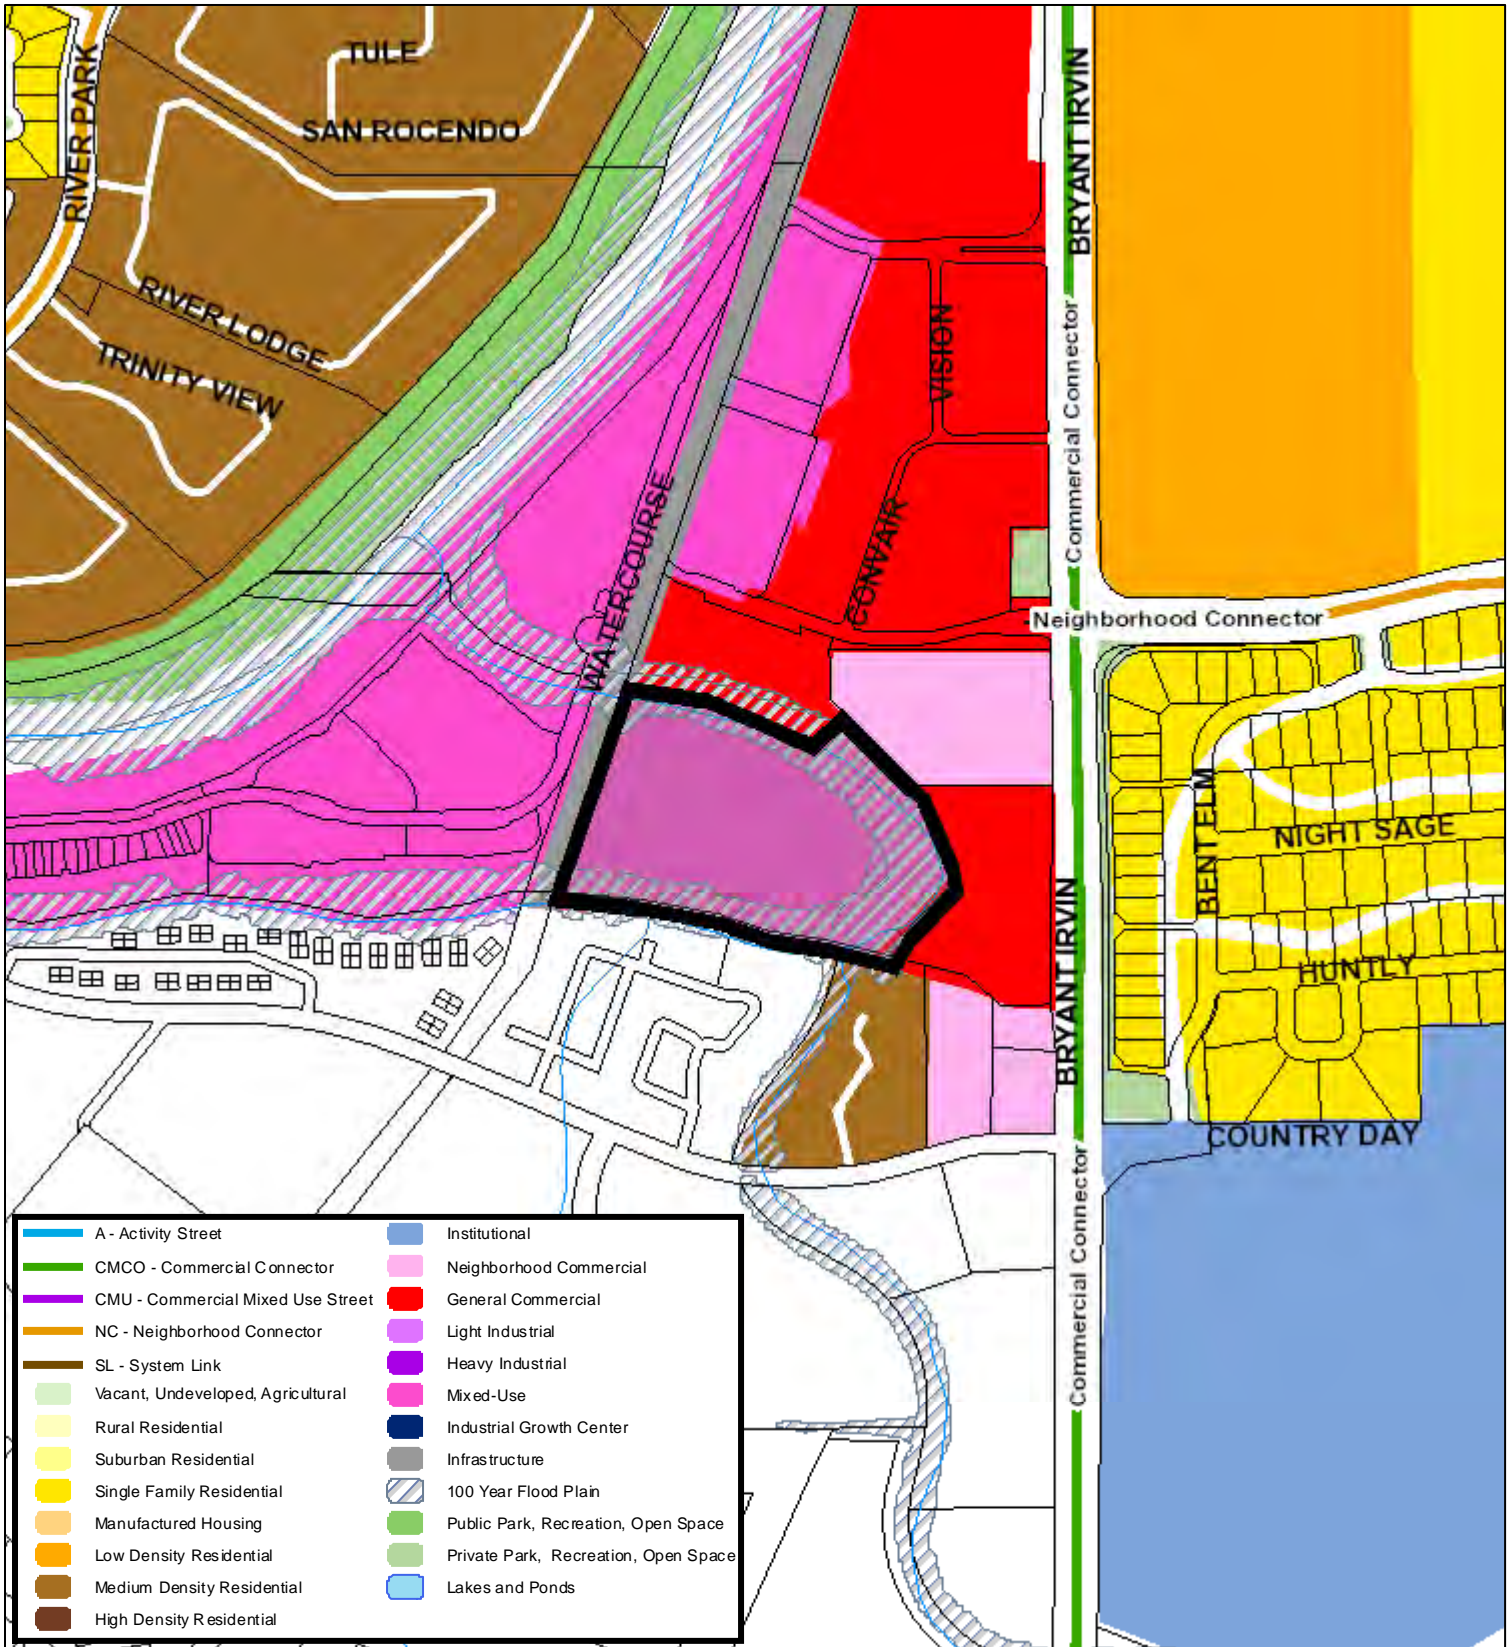 TULE
SAN ROCENDO
RIVER PARK
RIVER LODGE
TRINITY VIEW
BRYANT IRVIN
VISION
Commercial Connector
CONVAIR
WATERCOURSE
Neighborhood Connector
BENT ELM
NIGHT SAGE
BRYANT IRVIN
HUNTLY
COUNTRY DAY
Commercial Connector
A - Activity Street
CMCO - Commercial Connector
CMU - Commercial Mixed Use Street
NC - Neighborhood Connector
SL - System Link
Vacant, Undeveloped, Agricultural
Rural Residential
Suburban Residential
Single Family Residential
Manufactured Housing
Low Density Residential
Medium Density Residential
High Density Residential
Institutional
Neighborhood Commercial
General Commercial
Light Industrial
Heavy Industrial
Mixed-Use
Industrial Growth Center
Infrastructure
100 Year Flood Plain
Public Park, Recreation, Open Space
Private Park, Recreation, Open Space
Lakes and Ponds